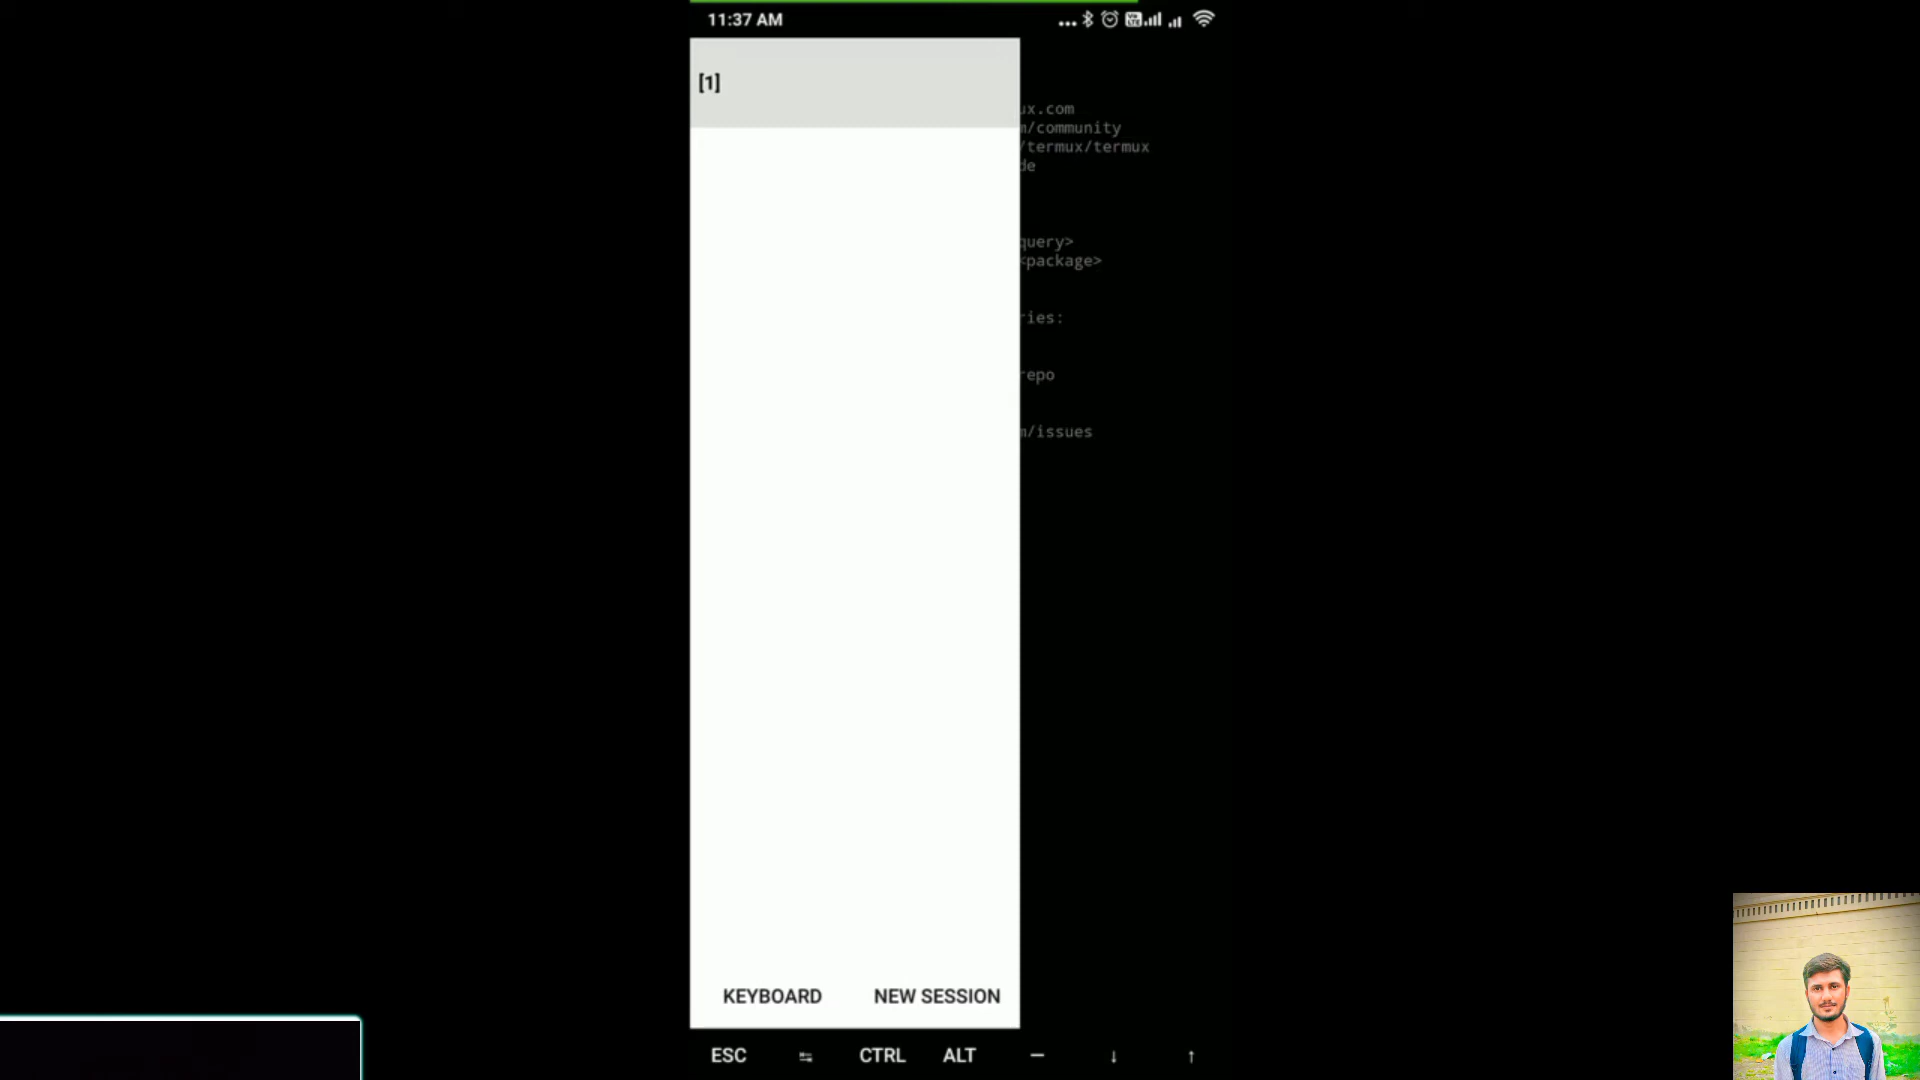 11:37 AM
[1]
ux.com
m/community
/termux/termux
de
query>
<package>
ries:
repo
m/issues
KEYBOARD NEW SESSION
ESC ⇆ CTRL ALT — ↓ ↑